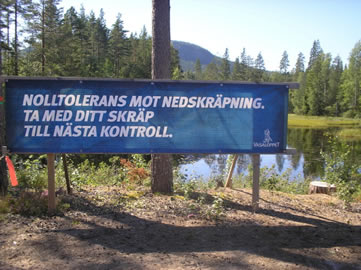 NOLLTOLERANS MOT NEDSKRÄPNING.
TA MED DITT SKRÄP
TILL NÄSTA KONTROLL.
VASALOPPET